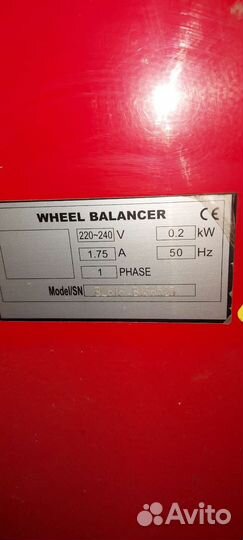 WHEEL BALANCER CE
220~240 V 0.2 kW
1.75 A 50 Hz
1 PHASE
Model/SN
Avito